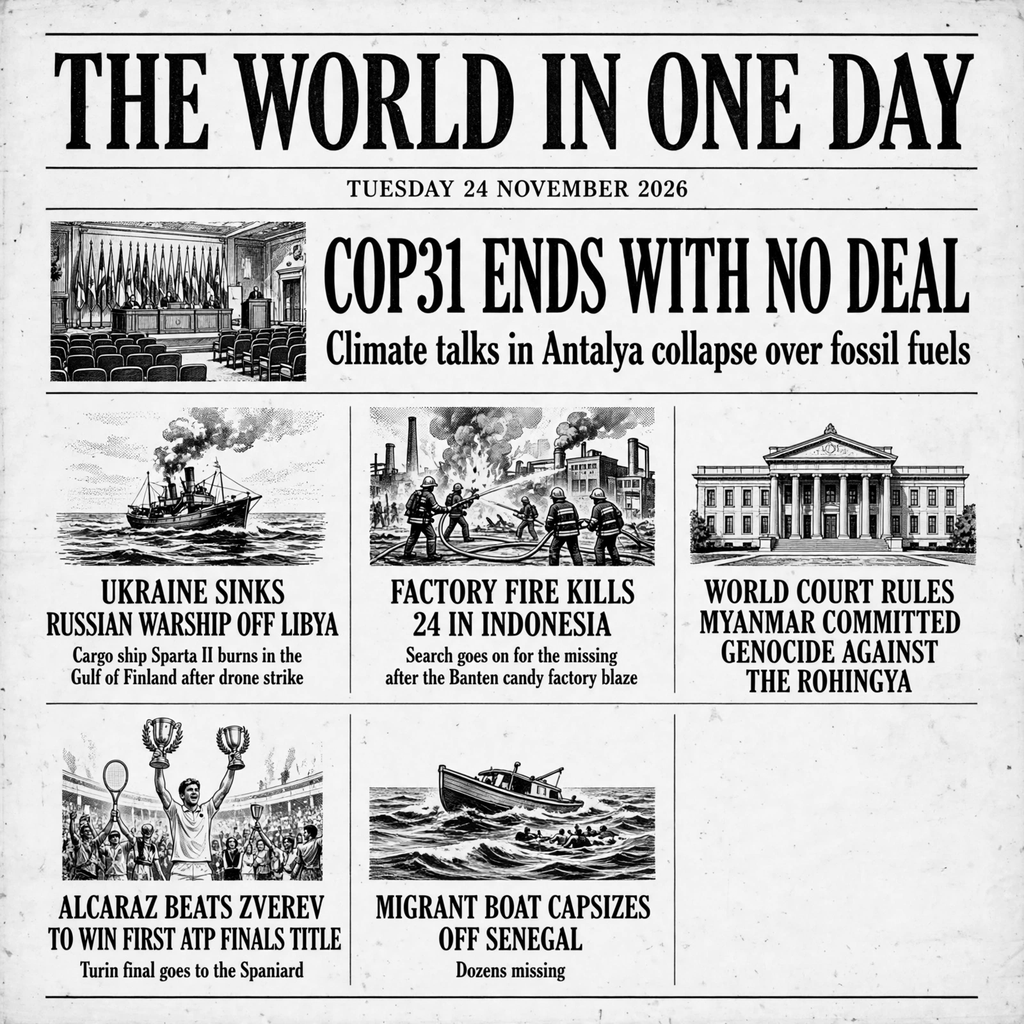 THE WORLD IN ONE DAY
TUESDAY 24 NOVEMBER 2026
COP31 ENDS WITH NO DEAL
Climate talks in Antalya collapse over fossil fuels
UKRAINE SINKS
RUSSIAN WARSHIP OFF LIBYA
Cargo ship Sparta II burns in the
Gulf of Finland after drone strike
FACTORY FIRE KILLS
24 IN INDONESIA
Search goes on for the missing
after the Banten candy factory blaze
WORLD COURT RULES
MYANMAR COMMITTED
GENOCIDE AGAINST
THE ROHINGYA
ALCARAZ BEATS ZVEREV
TO WIN FIRST ATP FINALS TITLE
Turin final goes to the Spaniard
MIGRANT BOAT CAPSIZES
OFF SENEGAL
Dozens missing